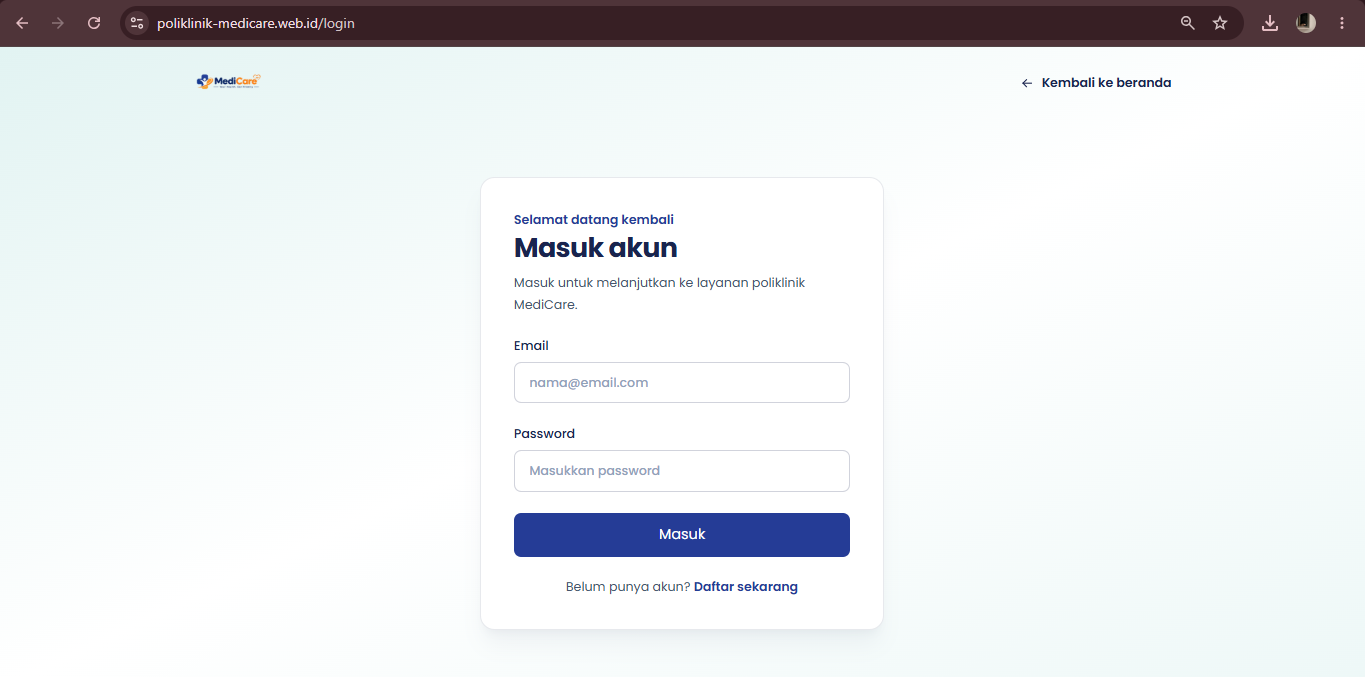 poliklinik-medicare.web.id/login
MediCare
← Kembali ke beranda
Selamat datang kembali
Masuk akun
Masuk untuk melanjutkan ke layanan poliklinik
MediCare.
Email
nama@email.com
Password
Masukkan password
Masuk
Belum punya akun? Daftar sekarang